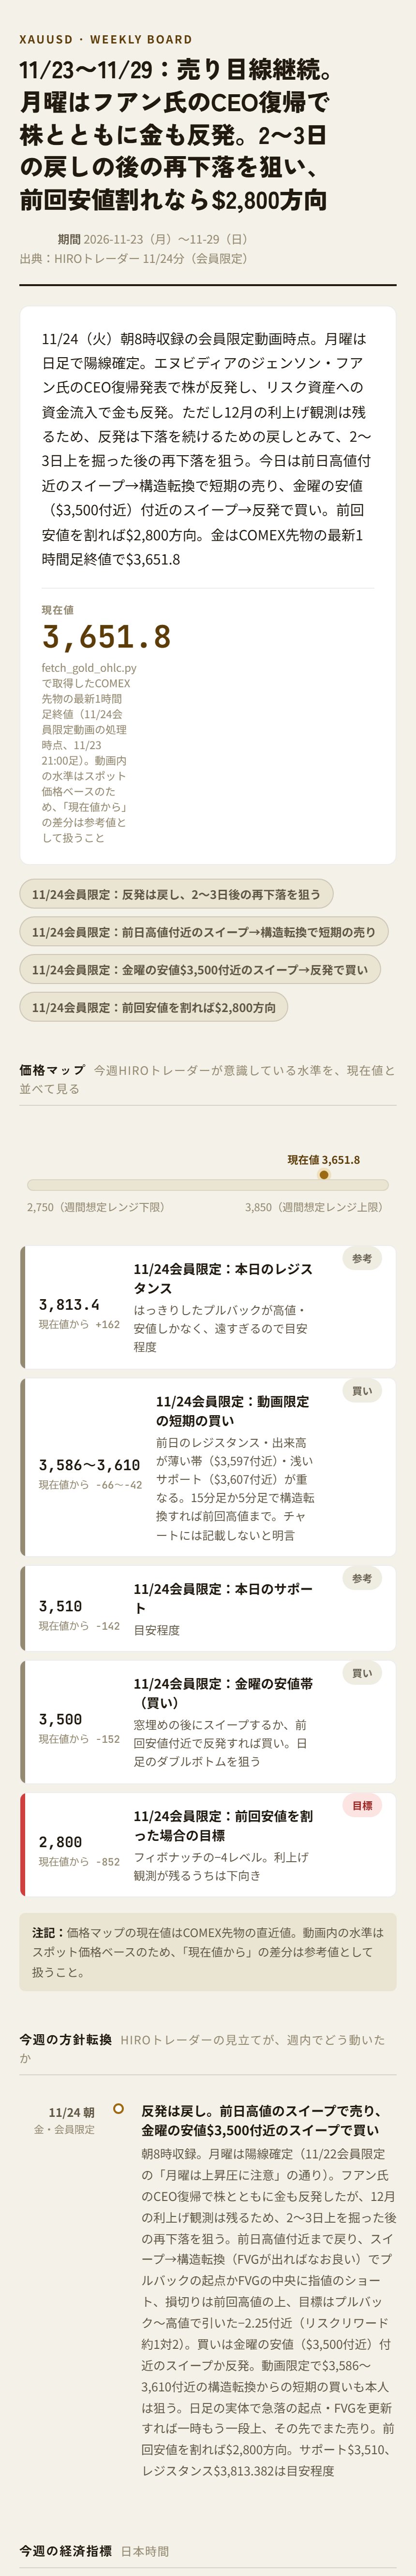 XAUUSD · WEEKLY BOARD
11/23〜11/29：売り目線継続。
月曜はフアン氏のCEO復帰で
株とともに金も反発。2〜3日
の戻しの後の再下落を狙い、
前回安値割れなら$2,800方向
期間 2026-11-23（月）〜11-29（日）
出典：HIROトレーダー 11/24分（会員限定）
11/24（火）朝8時収録の会員限定動画時点。月曜は
日足で陽線確定。エヌビディアのジェンソン・フア
ン氏のCEO復帰発表で株が反発し、リスク資産への
資金流入で金も反発。ただし12月の利上げ観測は残
るため、反発は下落を続けるための戻しとみて、2〜
3日上を掘った後の再下落を狙う。今日は前日高値付
近のスイープ→構造転換で短期の売り、金曜の安値
（$3,500付近）付近のスイープ→反発で買い。前回
安値を割れば$2,800方向。金はCOMEX先物の最新1
時間足終値で$3,651.8
現在値
3,651.8
fetch_gold_ohlc.py
で取得したCOMEX
先物の最新1時間
足終値（11/24会
員限定動画の処理
時点、11/23
21:00足）。動画内
の水準はスポット
価格ベースのた
め、「現在値から」
の差分は参考値と
して扱うこと
11/24会員限定：反発は戻し、2〜3日後の再下落を狙う
11/24会員限定：前日高値付近のスイープ→構造転換で短期の売り
11/24会員限定：金曜の安値$3,500付近のスイープ→反発で買い
11/24会員限定：前回安値を割れば$2,800方向
価格マップ 今週HIROトレーダーが意識している水準を、現在値と
並べて見る
現在値 3,651.8
2,750（週間想定レンジ下限）
3,850（週間想定レンジ上限）
3,813.4
現在値から +162
11/24会員限定：本日のレジス
タンス
はっきりしたプルバックが高値・
安値しかなく、遠すぎるので目安
程度
参考
3,586〜3,610
現在値から -66〜-42
11/24会員限定：動画限定
の短期の買い
前日のレジスタンス・出来高
が薄い帯（$3,597付近）・浅い
サポート（$3,607付近）が重
なる。15分足か5分足で構造転
換すれば前回高値まで。チャ
ートには記載しないと明言
買い
3,510
現在値から -142
11/24会員限定：本日のサポー
ト
目安程度
参考
3,500
現在値から -152
11/24会員限定：金曜の安値帯
（買い）
窓埋めの後にスイープするか、前
回安値付近で反発すれば買い。日
足のダブルボトムを狙う
買い
2,800
現在値から -852
11/24会員限定：前回安値を割
った場合の目標
フィボナッチの−4レベル。利上げ
観測が残るうちは下向き
目標
注記：価格マップの現在値はCOMEX先物の直近値。動画内の水準は
スポット価格ベースのため、「現在値から」の差分は参考値として
扱うこと。
今週の方針転換 HIROトレーダーの見立てが、週内でどう動いた
か
11/24 朝
金・会員限定
反発は戻し。前日高値のスイープで売り、
金曜の安値$3,500付近のスイープで買い
朝8時収録。月曜は陽線確定（11/22会員限定
の「月曜は上昇圧に注意」の通り）。フアン氏
のCEO復帰で株とともに金も反発したが、12月
の利上げ観測は残るため、2〜3日上を掘った後
の再下落を狙う。前日高値付近まで戻り、スイ
ープ→構造転換（FVGが出ればなお良い）でプ
ルバックの起点かFVGの中央に指値のショー
ト、損切りは前回高値の上、目標はプルバッ
ク〜高値で引いた−2.25付近（リスクリワード
約1対2）。買いは金曜の安値（$3,500付近）付
近のスイープか反発。動画限定で$3,586〜
3,610付近の構造転換からの短期の買いも本人
は狙う。日足の実体で急落の起点・FVGを更新
すれば一時もう一段上、その先でまた売り。前
回安値を割れば$2,800方向。サポート$3,510、
レジスタンス$3,813.382は目安程度
今週の経済指標 日本時間